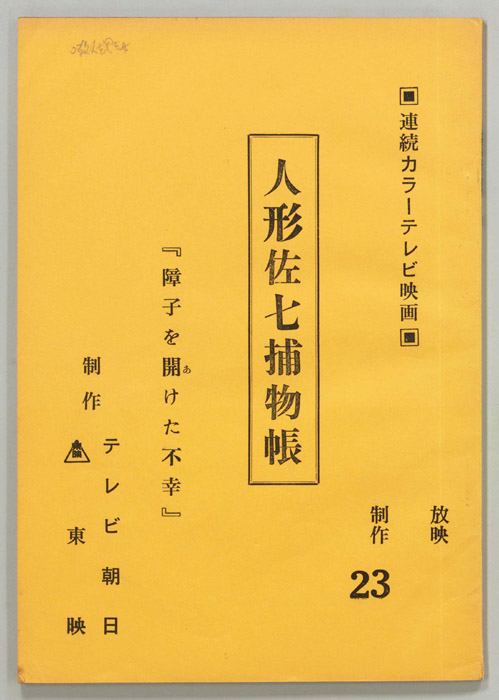 ▣連続カラーテレビ映画▣
人形佐七捕物帳
『障子を開けた不幸』
あ
放映
制作 23
制作
テレビ朝日
東映